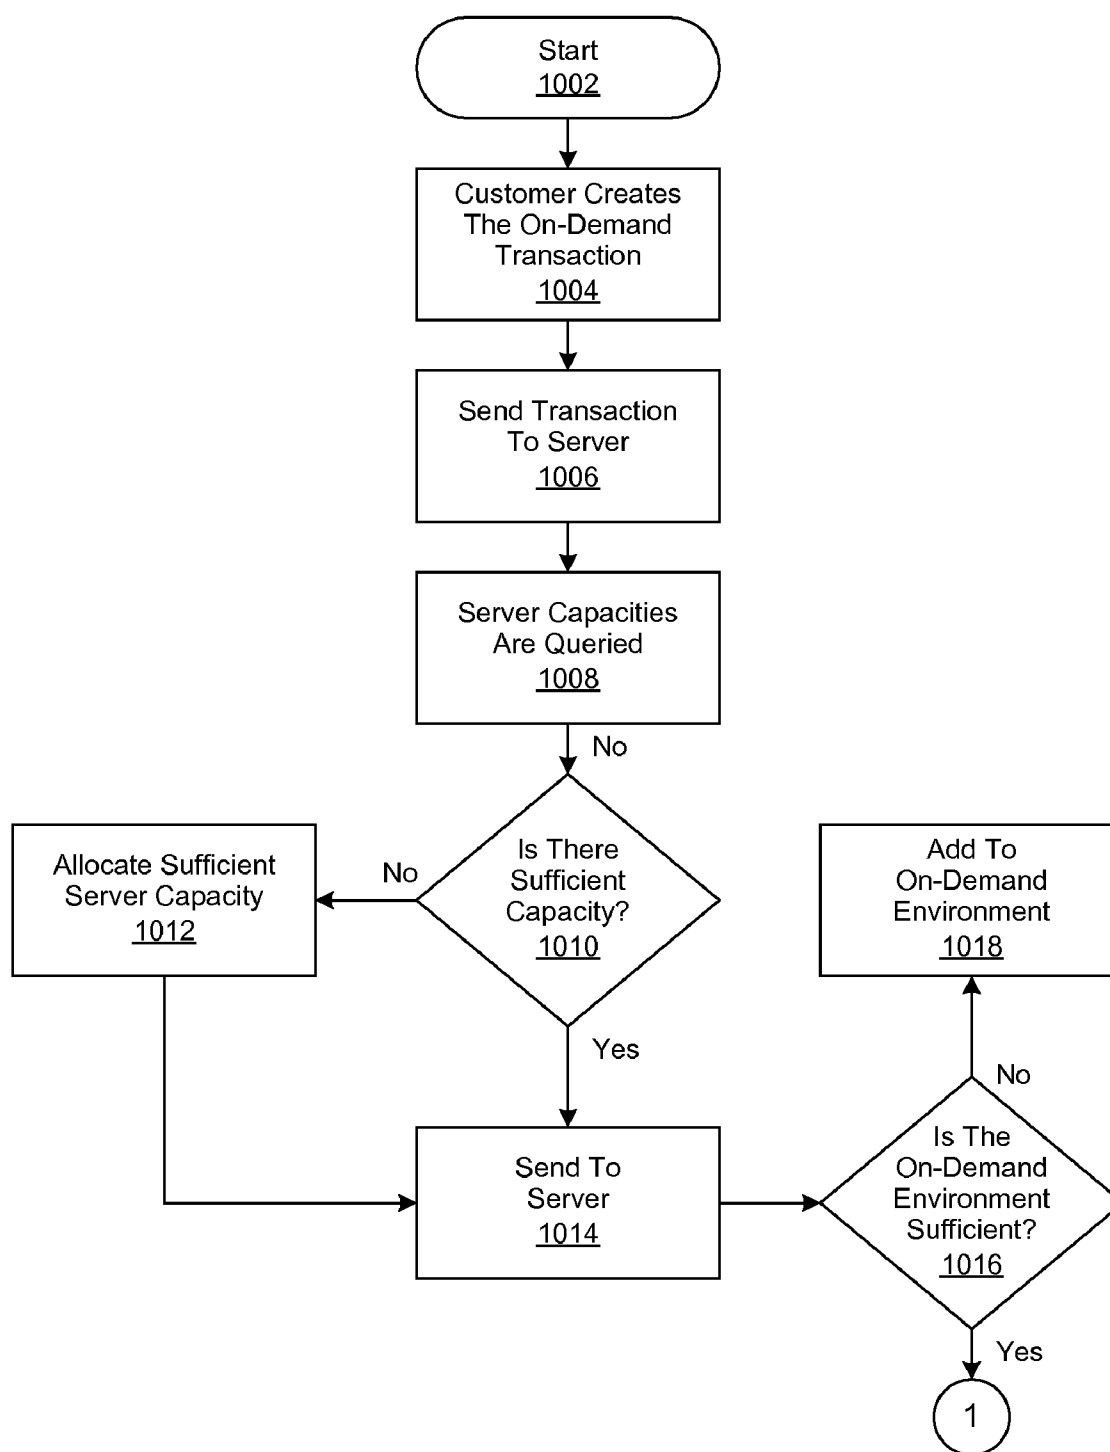 Start
1002
Customer Creates
The On-Demand
Transaction
1004
Send Transaction
To Server
1006
Server Capacities
Are Queried
1008
No
Is There
Sufficient
Capacity?
1010
No
Allocate Sufficient
Server Capacity
1012
Yes
Send To
Server
1014
Is The
On-Demand
Environment
Sufficient?
1016
No
Add To
On-Demand
Environment
1018
Yes
1